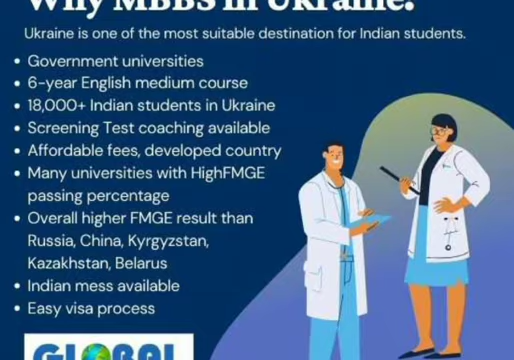 Why MBBS in Ukraine?
Ukraine is one of the most suitable destination for Indian students.
• Government universities
• 6-year English medium course
• 18,000+ Indian students in Ukraine
• Screening Test coaching available
• Affordable fees, developed country
• Many universities with HighFMGE
passing percentage
• Overall higher FMGE result than
Russia, China, Kyrgyzstan,
Kazakhstan, Belarus
• Indian mess available
• Easy visa process
GLOBAL